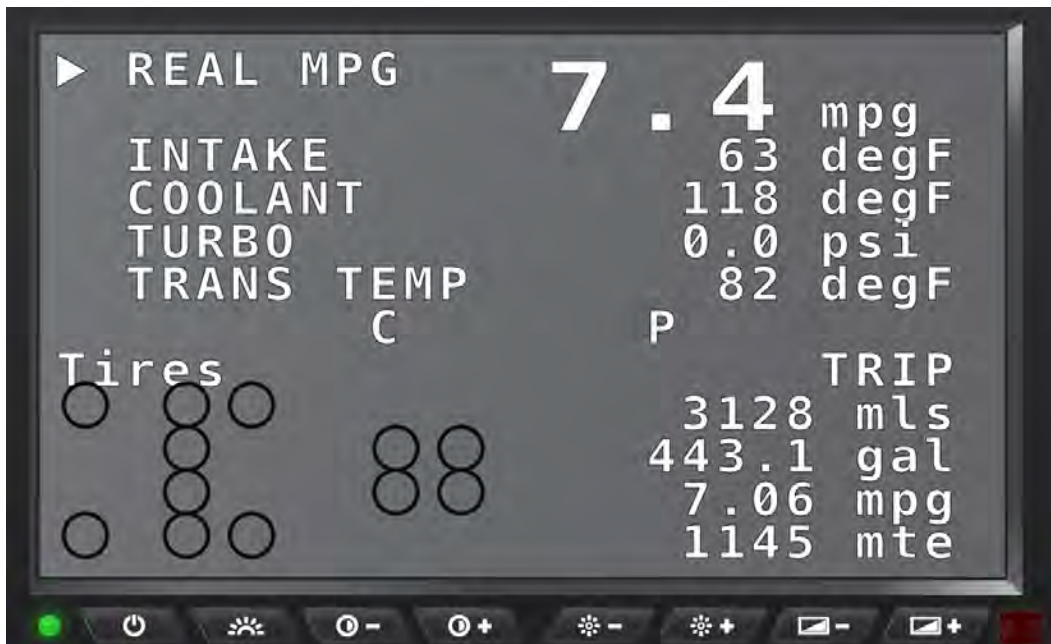 REAL MPG 7.4 mpg
INTAKE 63 degF
COOLANT 118 degF
TURBO 0.0 psi
TRANS TEMP 82 degF
C P
Tires TRIP
3128 mls
443.1 gal
7.06 mpg
1145 mte